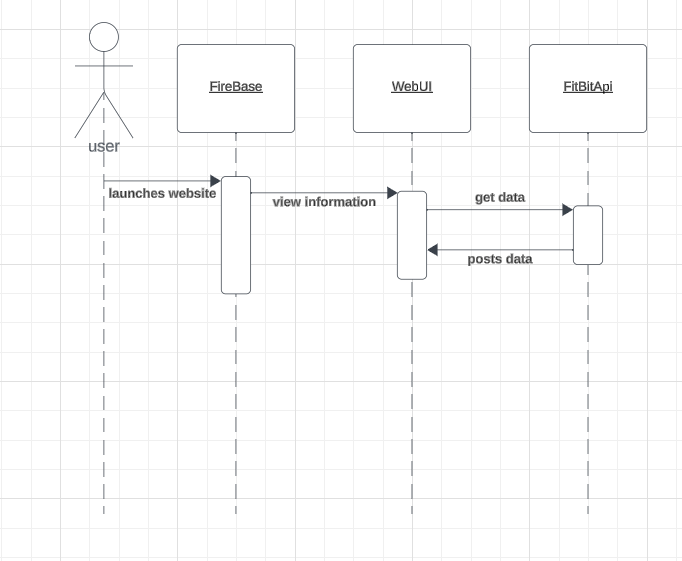 FireBase
WebUI
FitBitApi
user
launches website
view information
get data
posts data